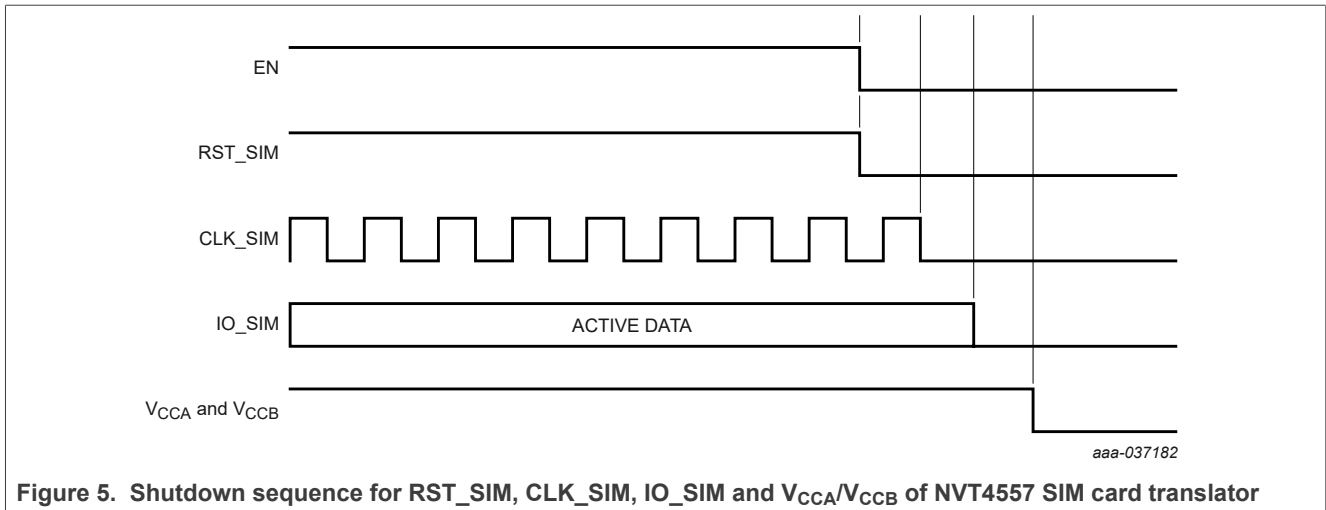 EN
RST_SIM
CLK_SIM
IO_SIM
ACTIVE DATA
VCCA and VCCB
aaa-037182
Figure 5. Shutdown sequence for RST_SIM, CLK_SIM, IO_SIM and VCCA/VCCB of NVT4557 SIM card translator